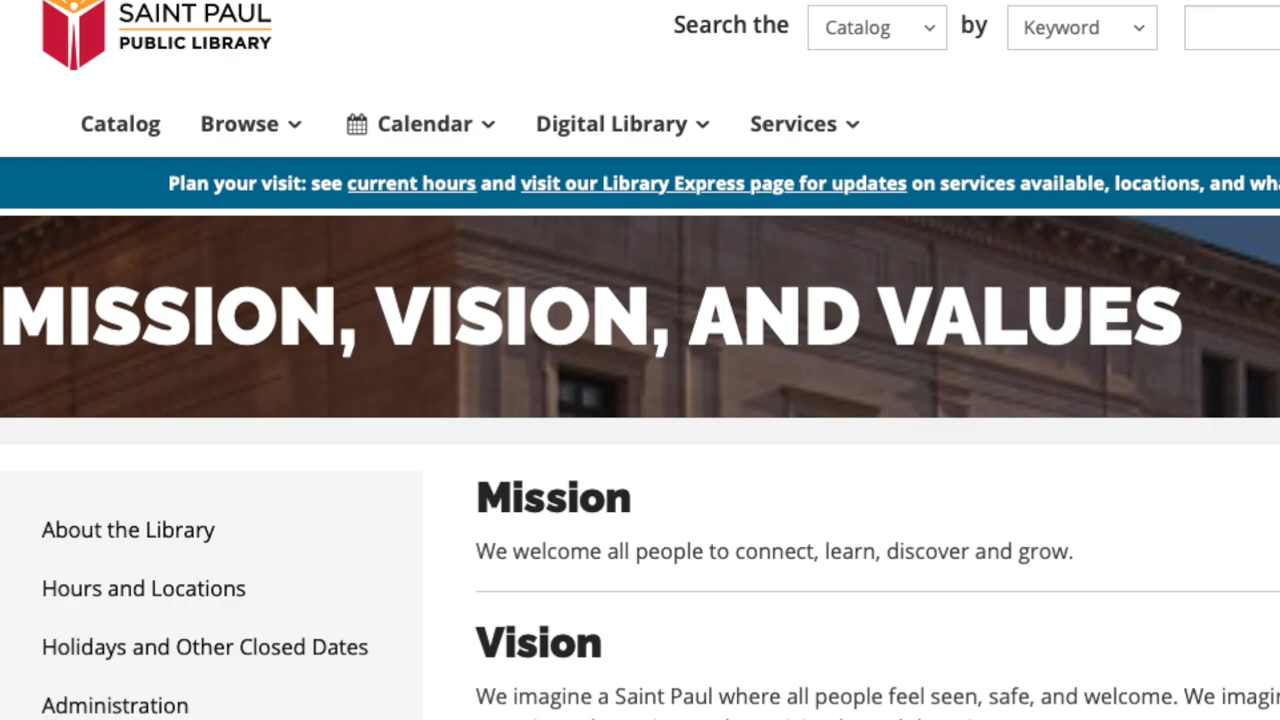 SAINT PAUL
PUBLIC LIBRARY
Search the Catalog by Keyword
Catalog Browse Calendar Digital Library Services
Plan your visit: see current hours and visit our Library Express page for updates on services available, locations, and
MISSION, VISION, AND VALUES
About the Library
Hours and Locations
Holidays and Other Closed Dates
Administration
Mission
We welcome all people to connect, learn, discover and grow.
Vision
We imagine a Saint Paul where all people feel seen, safe, and welcome. We